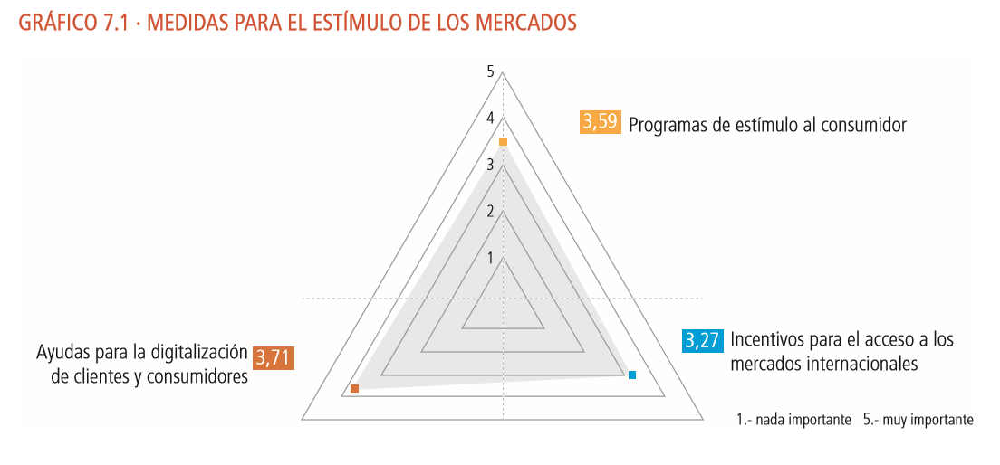 GRÁFICO 7.1 · MEDIDAS PARA EL ESTÍMULO DE LOS MERCADOS
5
4
3
2
1
3,59 Programas de estímulo al consumidor
3,27 Incentivos para el acceso a los
mercados internacionales
Ayudas para la digitalización 3,71
de clientes y consumidores
1.- nada importante 5.- muy importante